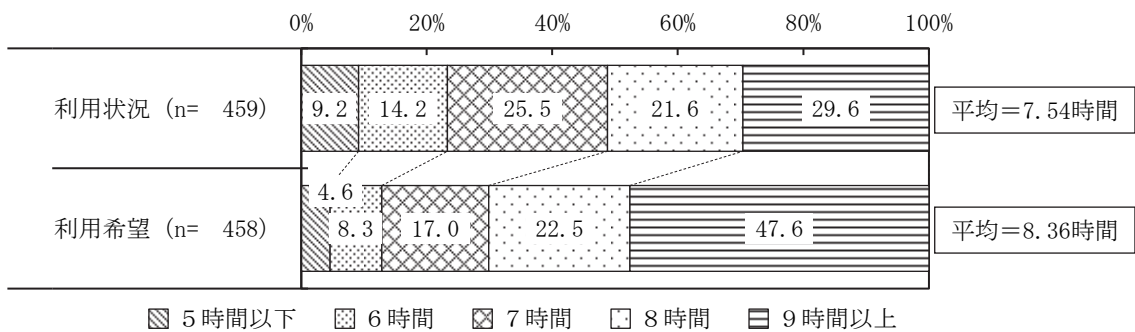 0% 20% 40% 60% 80% 100%
利用状況 (n= 459) 9.2 14.2 25.5 21.6 29.6 平均＝7.54時間
4.6
利用希望 (n= 458) 8.3 17.0 22.5 47.6 平均＝8.36時間
５時間以下 ６時間 ７時間 ８時間 ９時間以上